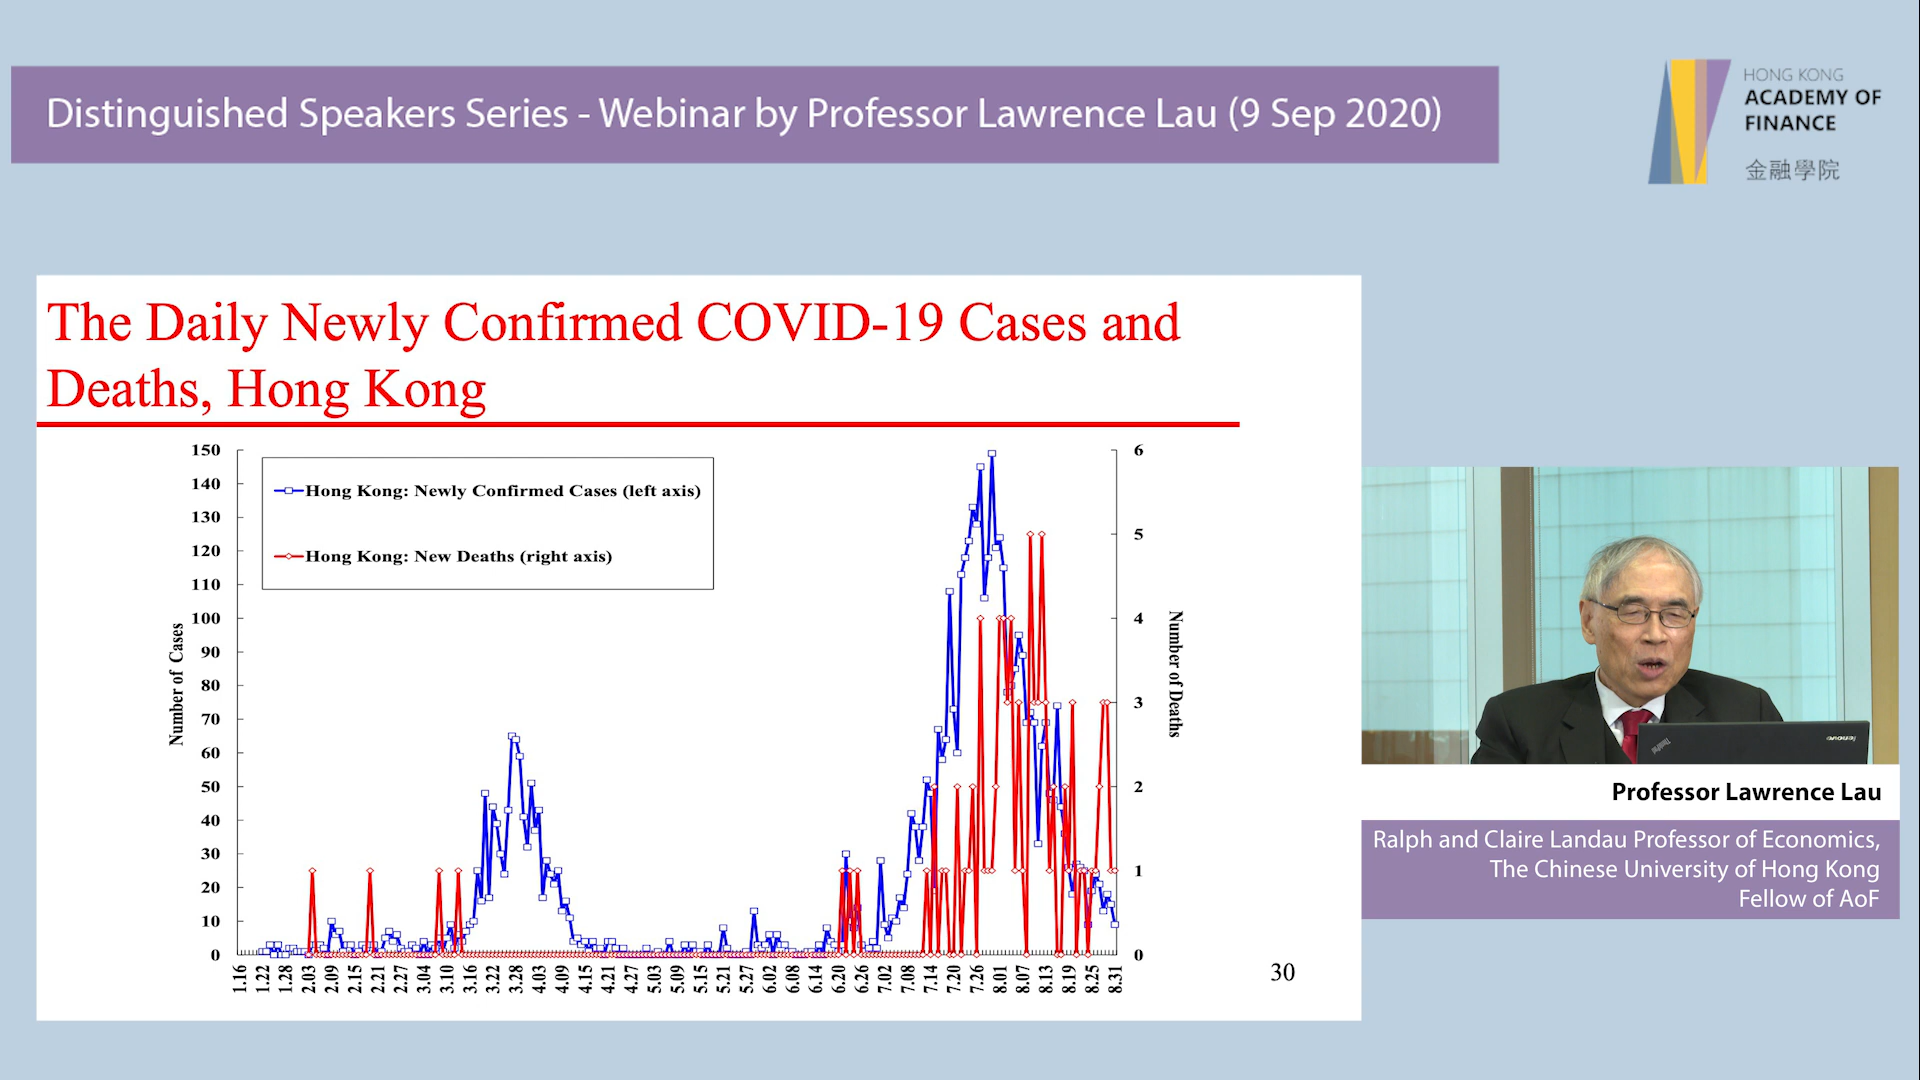 Distinguished Speakers Series - Webinar by Professor Lawrence Lau (9 Sep 2020)
HONG KONG
ACADEMY OF
FINANCE
金融學院
The Daily Newly Confirmed COVID-19 Cases and
Deaths, Hong Kong
Hong Kong: Newly Confirmed Cases (left axis)
Hong Kong: New Deaths (right axis)
Number of Cases
150
140
130
120
110
100
90
80
70
60
50
40
30
20
10
0
6
5
4
3
2
1
0
Number of Deaths
1.16 1.22 1.28 2.03 2.09 2.15 2.21 2.27 3.04 3.10 3.16 3.22 3.28 4.03 4.09 4.15 4.21 4.27 5.03 5.09 5.15 5.21 5.27 6.02 6.08 6.14 6.20 6.26 7.02 7.08 7.14 7.20 7.26 8.01 8.07 8.13 8.19 8.25 8.31
30
ThinkPad
lenovo
Professor Lawrence Lau
Ralph and Claire Landau Professor of Economics,
The Chinese University of Hong Kong
Fellow of AoF